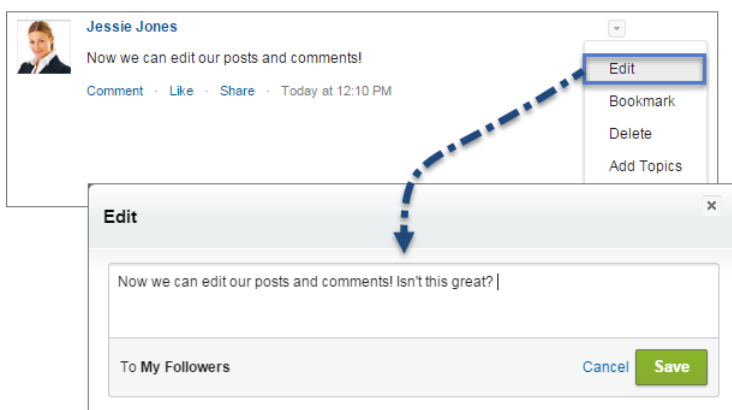 Jessie Jones
Now we can edit our posts and comments!
Comment · Like · Share · Today at 12:10 PM
Edit
Bookmark
Delete
Add Topics
Edit
Now we can edit our posts and comments! Isn't this great?
To My Followers
Cancel
Save